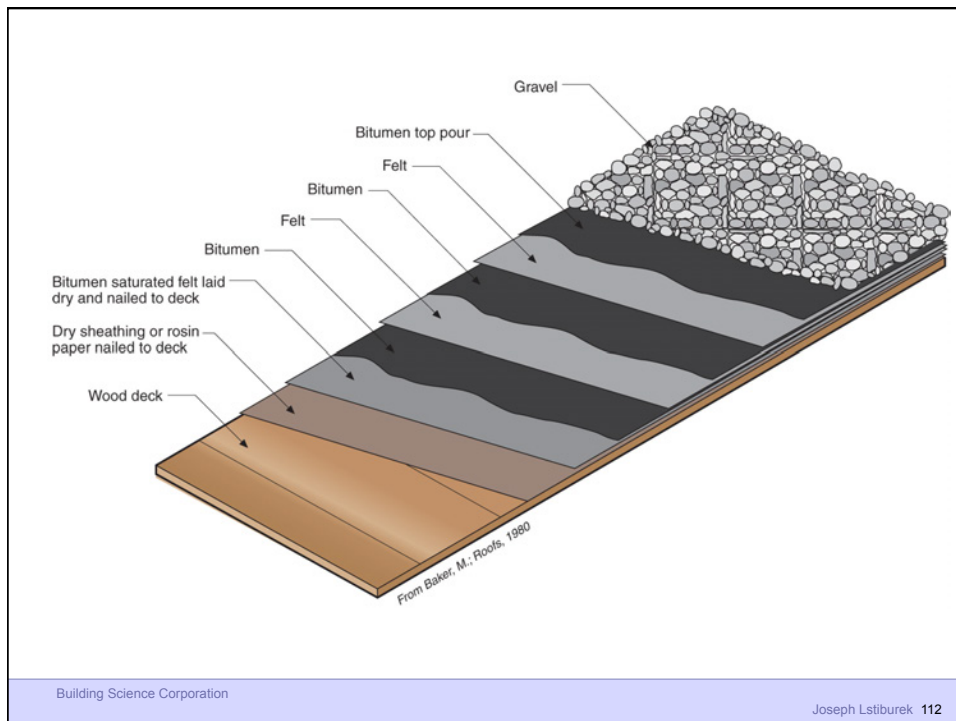 Gravel
Bitumen top pour
Felt
Bitumen
Felt
Bitumen
Bitumen saturated felt laid
dry and nailed to deck
Dry sheathing or rosin
paper nailed to deck
Wood deck
From Baker, M.; Roofs, 1980
Building Science Corporation
Joseph Lstiburek 112